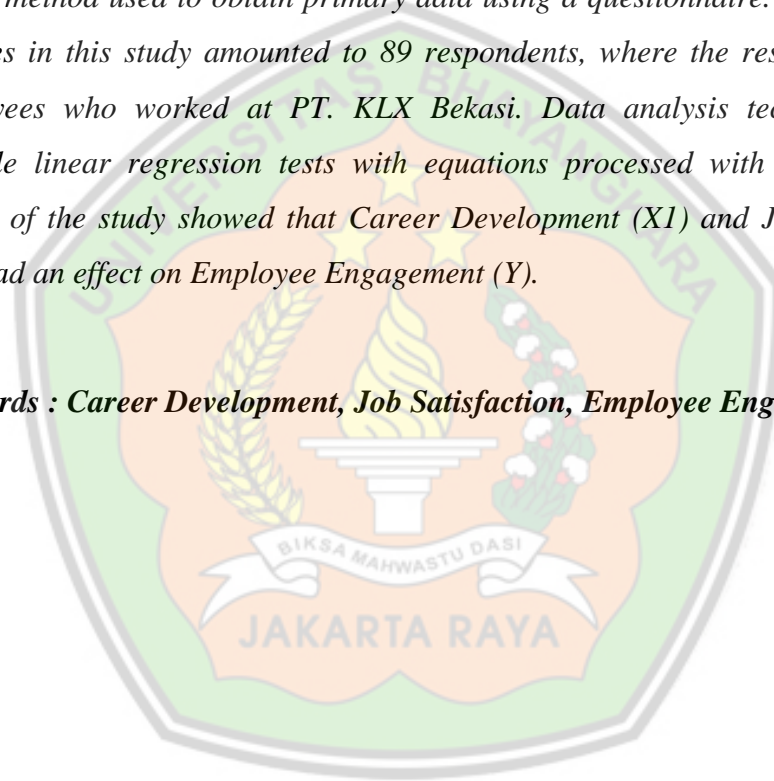 method used to obtain primary data using a questionnaire.
es in this study amounted to 89 respondents, where the res
yees who worked at PT. KLX Bekasi. Data analysis tec
le linear regression tests with equations processed with
of the study showed that Career Development (X1) and J
ad an effect on Employee Engagement (Y).
rds : Career Development, Job Satisfaction, Employee Eng
UNIVERSITAS BHAYANGKARA
BIKSA MAHWASTU DASI
JAKARTA RAYA